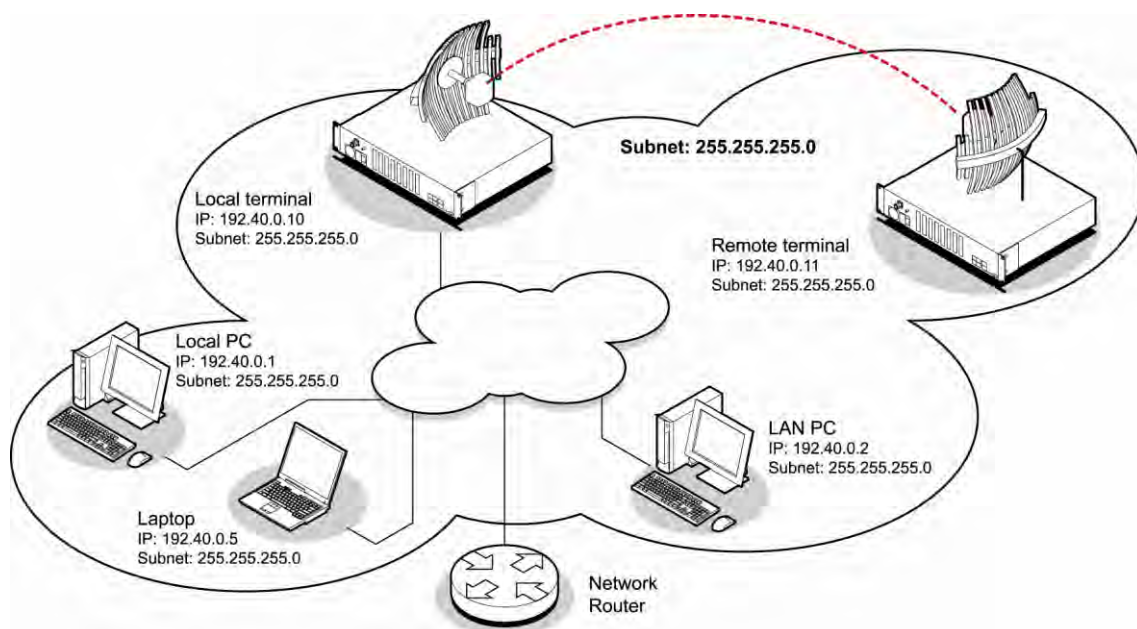 Subnet: 255.255.255.0
Local terminal
IP: 192.40.0.10
Subnet: 255.255.255.0
Remote terminal
IP: 192.40.0.11
Subnet: 255.255.255.0
Local PC
IP: 192.40.0.1
Subnet: 255.255.255.0
LAN PC
IP: 192.40.0.2
Subnet: 255.255.255.0
Laptop
IP: 192.40.0.5
Subnet: 255.255.255.0
Network
Router